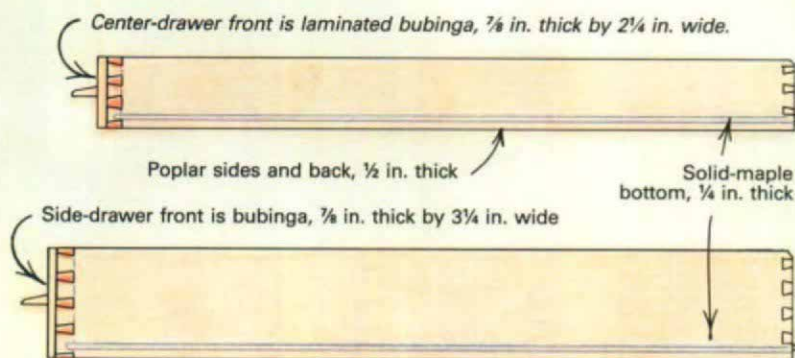 Center-drawer front is laminated bubinga, ⅞ in. thick by 2¼ in. wide.
Poplar sides and back, ½ in. thick
Solid-maple
bottom, ¼ in. thick
Side-drawer front is bubinga, ⅞ in. thick by 3¼ in. wide